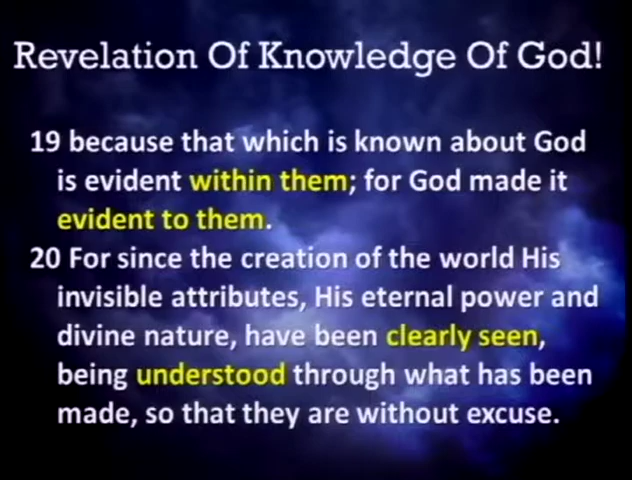 Revelation Of Knowledge Of God!
19 because that which is known about God
is evident within them; for God made it
evident to them.
20 For since the creation of the world His
invisible attributes, His eternal power and
divine nature, have been clearly seen,
being understood through what has been
made, so that they are without excuse.